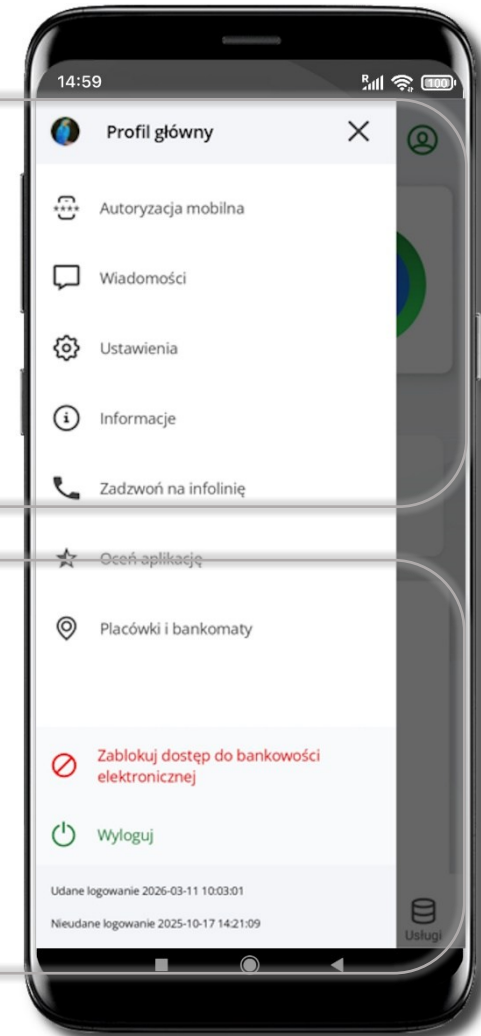 14:59
R
100
Profil główny
Autoryzacja mobilna
Wiadomości
Ustawienia
Informacje
Zadzwoń na infolinię
Oceń aplikację
Placówki i bankomaty
Zablokuj dostęp do bankowości
elektronicznej
Wyloguj
Udane logowanie 2026-03-11 10:03:01
Nieudane logowanie 2025-10-17 14:21:09
Usługi